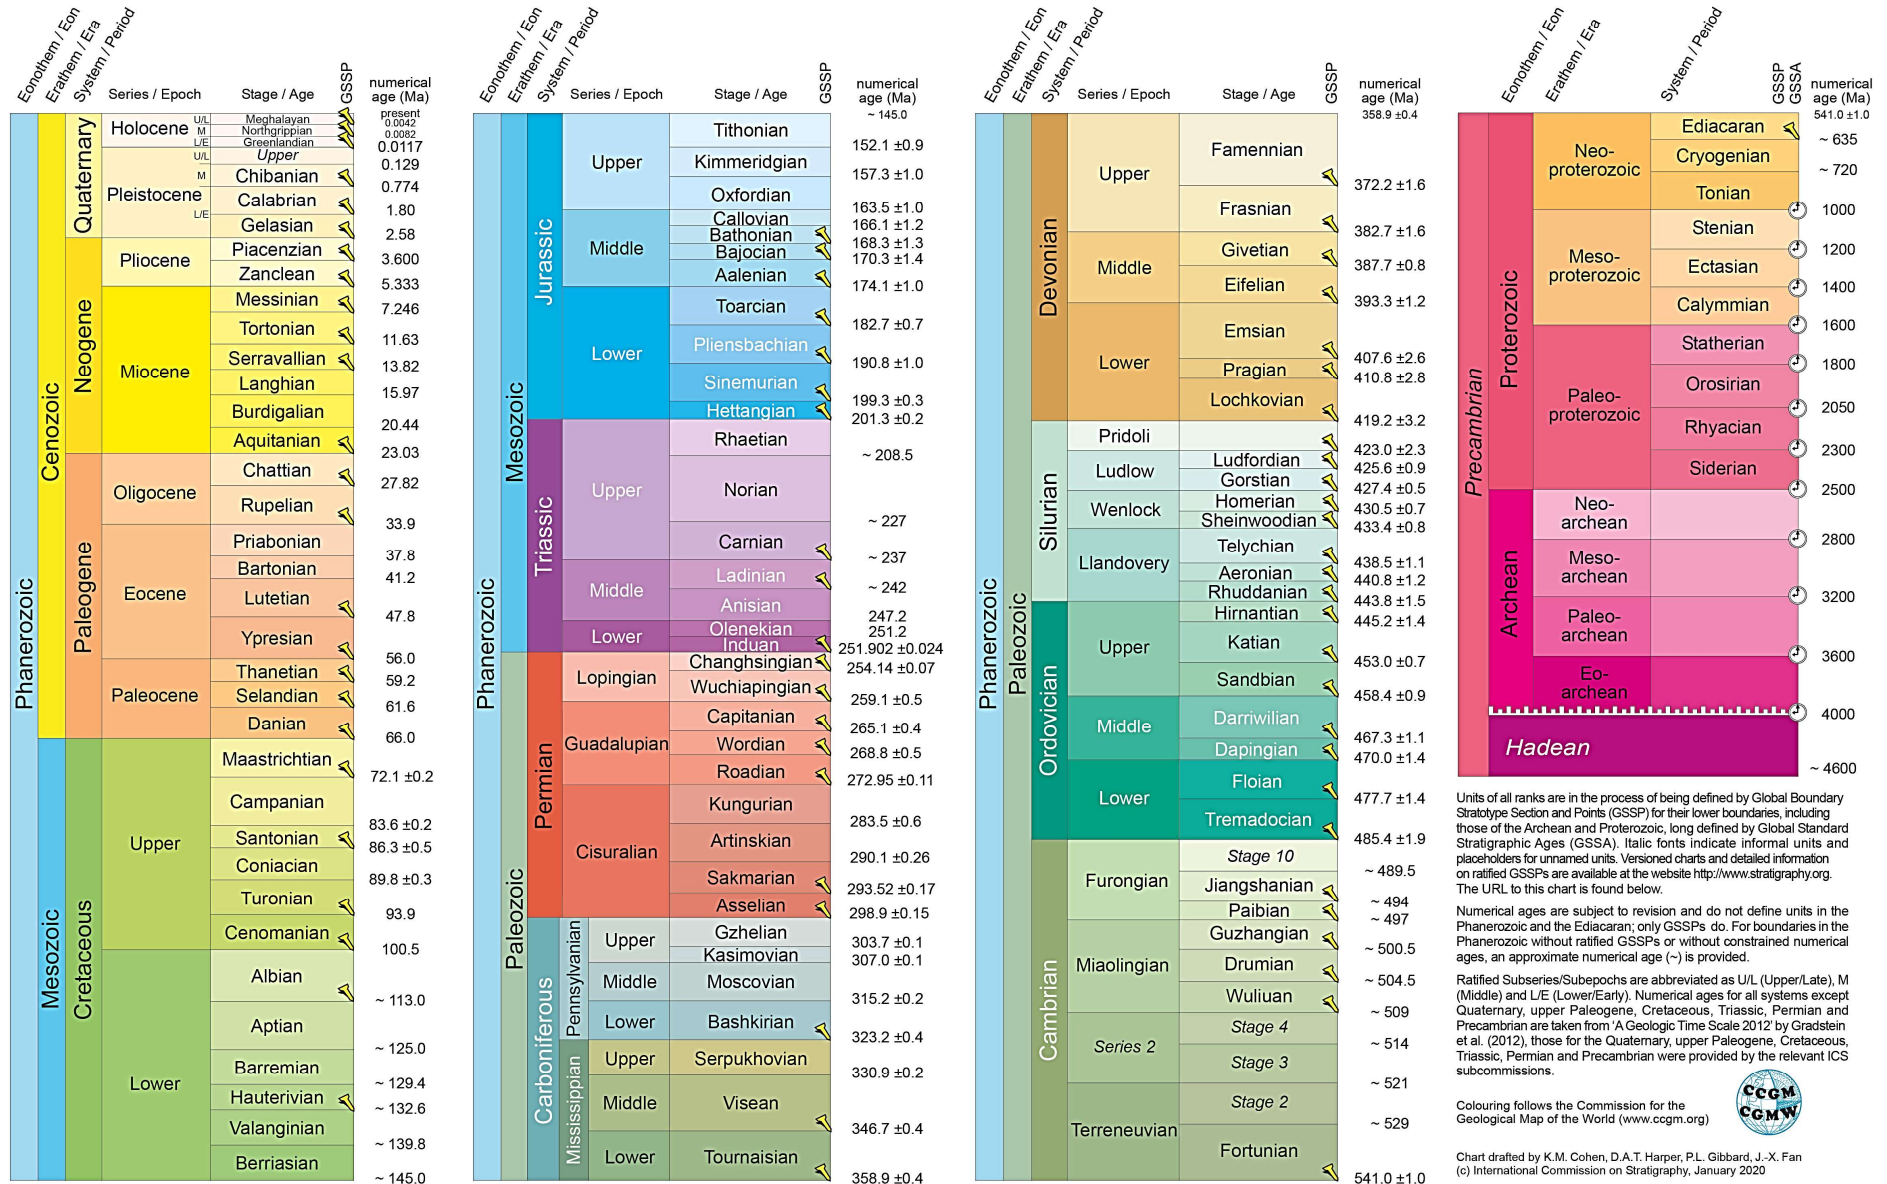 Eonothem / Eon
Erathem / Era
System / Period
Series / Epoch
Stage / Age
GSSP
numerical
age (Ma)
Phanerozoic
Cenozoic
Quaternary
Holocene
U/L
Meghalayan
M
Northgrippian
L/E
Greenlandian
present
0.0042
0.0082
0.0117
Pleistocene
U/L
Upper
0.129
M
Chibanian
0.774
Calabrian
1.80
L/E
Gelasian
2.58
Neogene
Pliocene
Piacenzian
3.600
Zanclean
5.333
Miocene
Messinian
7.246
Tortonian
11.63
Serravallian
13.82
Langhian
15.97
Burdigalian
20.44
Aquitanian
23.03
Paleogene
Oligocene
Chattian
27.82
Rupelian
33.9
Eocene
Priabonian
37.8
Bartonian
41.2
Lutetian
47.8
Ypresian
56.0
Paleocene
Thanetian
59.2
Selandian
61.6
Danian
66.0
Mesozoic
Cretaceous
Upper
Maastrichtian
72.1 ±0.2
Campanian
83.6 ±0.2
Santonian
86.3 ±0.5
Coniacian
89.8 ±0.3
Turonian
93.9
Cenomanian
100.5
Lower
Albian
~ 113.0
Aptian
~ 125.0
Barremian
~ 129.4
Hauterivian
~ 132.6
Valanginian
~ 139.8
Berriasian
~ 145.0
Eonothem / Eon
Erathem / Era
System / Period
Series / Epoch
Stage / Age
GSSP
numerical
age (Ma)
~ 145.0
Phanerozoic
Mesozoic
Jurassic
Upper
Tithonian
152.1 ±0.9
Kimmeridgian
157.3 ±1.0
Oxfordian
163.5 ±1.0
Middle
Callovian
166.1 ±1.2
Bathonian
168.3 ±1.3
Bajocian
170.3 ±1.4
Aalenian
174.1 ±1.0
Lower
Toarcian
182.7 ±0.7
Pliensbachian
190.8 ±1.0
Sinemurian
199.3 ±0.3
Hettangian
201.3 ±0.2
Triassic
Upper
Rhaetian
~ 208.5
Norian
~ 227
Carnian
~ 237
Middle
Ladinian
~ 242
Anisian
247.2
Lower
Olenekian
251.2
Induan
251.902 ±0.024
Paleozoic
Permian
Lopingian
Changhsingian
254.14 ±0.07
Wuchiapingian
259.1 ±0.5
Guadalupian
Capitanian
265.1 ±0.4
Wordian
268.8 ±0.5
Roadian
272.95 ±0.11
Cisuralian
Kungurian
283.5 ±0.6
Artinskian
290.1 ±0.26
Sakmarian
293.52 ±0.17
Asselian
298.9 ±0.15
Carboniferous
Pennsylvanian
Upper
Gzhelian
303.7 ±0.1
Kasimovian
307.0 ±0.1
Middle
Moscovian
315.2 ±0.2
Lower
Bashkirian
323.2 ±0.4
Mississippian
Upper
Serpukhovian
330.9 ±0.2
Middle
Visean
346.7 ±0.4
Lower
Tournaisian
358.9 ±0.4
Eonothem / Eon
Erathem / Era
System / Period
Series / Epoch
Stage / Age
GSSP
numerical
age (Ma)
358.9 ±0.4
Phanerozoic
Paleozoic
Devonian
Upper
Famennian
372.2 ±1.6
Frasnian
382.7 ±1.6
Middle
Givetian
387.7 ±0.8
Eifelian
393.3 ±1.2
Lower
Emsian
407.6 ±2.6
Pragian
410.8 ±2.8
Lochkovian
419.2 ±3.2
Silurian
Pridoli
423.0 ±2.3
Ludlow
Ludfordian
425.6 ±0.9
Gorstian
427.4 ±0.5
Wenlock
Homerian
430.5 ±0.7
Sheinwoodian
433.4 ±0.8
Llandovery
Telychian
438.5 ±1.1
Aeronian
440.8 ±1.2
Rhuddanian
443.8 ±1.5
Ordovician
Upper
Hirnantian
445.2 ±1.4
Katian
453.0 ±0.7
Sandbian
458.4 ±0.9
Middle
Darriwilian
467.3 ±1.1
Dapingian
470.0 ±1.4
Lower
Floian
477.7 ±1.4
Tremadocian
485.4 ±1.9
Cambrian
Furongian
Stage 10
~ 489.5
Jiangshanian
~ 494
Paibian
~ 497
Miaolingian
Guzhangian
~ 500.5
Drumian
~ 504.5
Wuliuan
~ 509
Series 2
Stage 4
~ 514
Stage 3
~ 521
Terreneuvian
Stage 2
~ 529
Fortunian
541.0 ±1.0
Eonothem / Eon
Erathem / Era
System / Period
GSSP
GSSA
numerical
age (Ma)
541.0 ±1.0
Precambrian
Proterozoic
Neo-
proterozoic
Ediacaran
~ 635
Cryogenian
~ 720
Tonian
1000
Meso-
proterozoic
Stenian
1200
Ectasian
1400
Calymmian
1600
Paleo-
proterozoic
Statherian
1800
Orosirian
2050
Rhyacian
2300
Siderian
2500
Archean
Neo-
archean
2800
Meso-
archean
3200
Paleo-
archean
3600
Eo-
archean
4000
Hadean
~ 4600
Units of all ranks are in the process of being defined by Global Boundary
Stratotype Section and Points (GSSP) for their lower boundaries, including
those of the Archean and Proterozoic, long defined by Global Standard
Stratigraphic Ages (GSSA). Italic fonts indicate informal units and
placeholders for unnamed units. Versioned charts and detailed information
on ratified GSSPs are available at the website http://www.stratigraphy.org.
The URL to this chart is found below.
Numerical ages are subject to revision and do not define units in the
Phanerozoic and the Ediacaran; only GSSPs do. For boundaries in the
Phanerozoic without ratified GSSPs or without constrained numerical
ages, an approximate numerical age (~) is provided.
Ratified Subseries/Subepochs are abbreviated as U/L (Upper/Late), M
(Middle) and L/E (Lower/Early). Numerical ages for all systems except
Quaternary, upper Paleogene, Cretaceous, Triassic, Permian and
Precambrian are taken from 'A Geologic Time Scale 2012' by Gradstein
et al. (2012), those for the Quaternary, upper Paleogene, Cretaceous,
Triassic, Permian and Precambrian were provided by the relevant ICS
subcommissions.
Colouring follows the Commission for the
Geological Map of the World (www.ccgm.org)
CCGM
CGMW
Chart drafted by K.M. Cohen, D.A.T. Harper, P.L. Gibbard, J.-X. Fan
(c) International Commission on Stratigraphy, January 2020